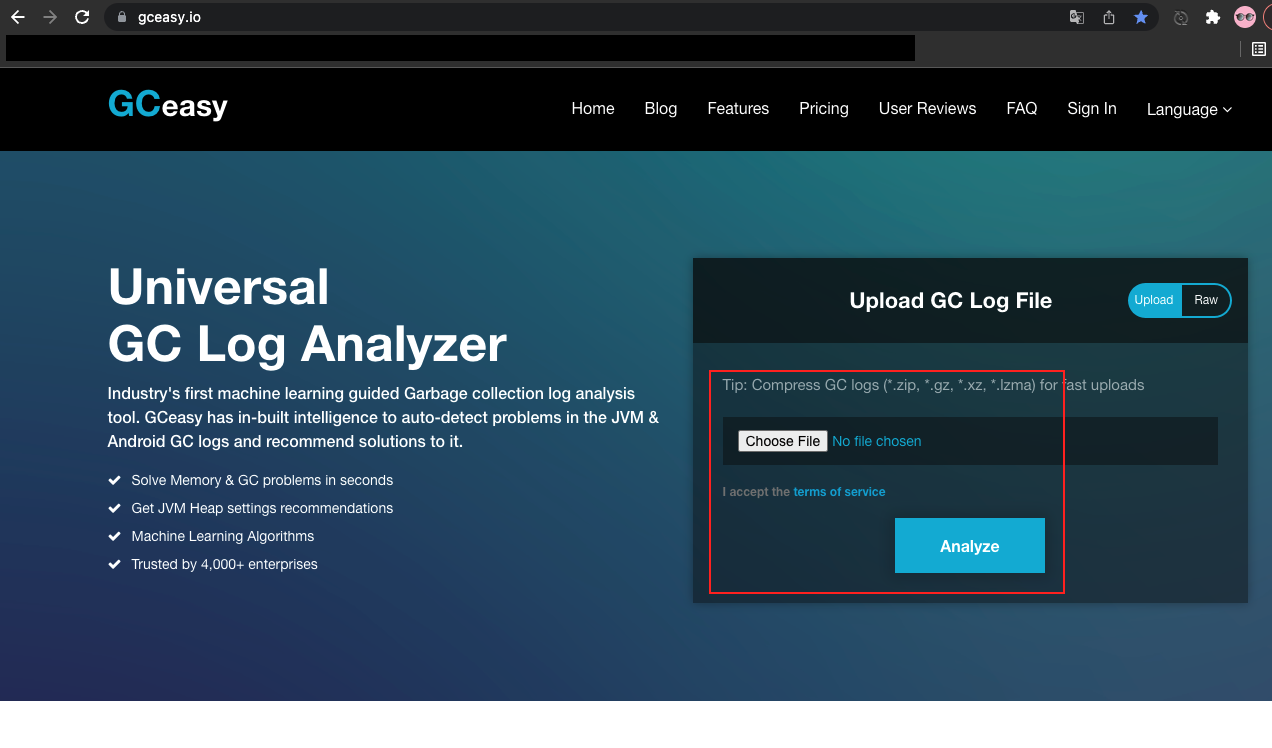 gceasy.io
GCeasy
Home Blog Features Pricing User Reviews FAQ Sign In Language
Universal
GC Log Analyzer
Industry's first machine learning guided Garbage collection log analysis
tool. GCeasy has in-built intelligence to auto-detect problems in the JVM &
Android GC logs and recommend solutions to it.
Solve Memory & GC problems in seconds
Get JVM Heap settings recommendations
Machine Learning Algorithms
Trusted by 4,000+ enterprises
Upload GC Log File
Upload Raw
Tip: Compress GC logs (*.zip, *.gz, *.xz, *.lzma) for fast uploads
Choose File No file chosen
I accept the terms of service
Analyze